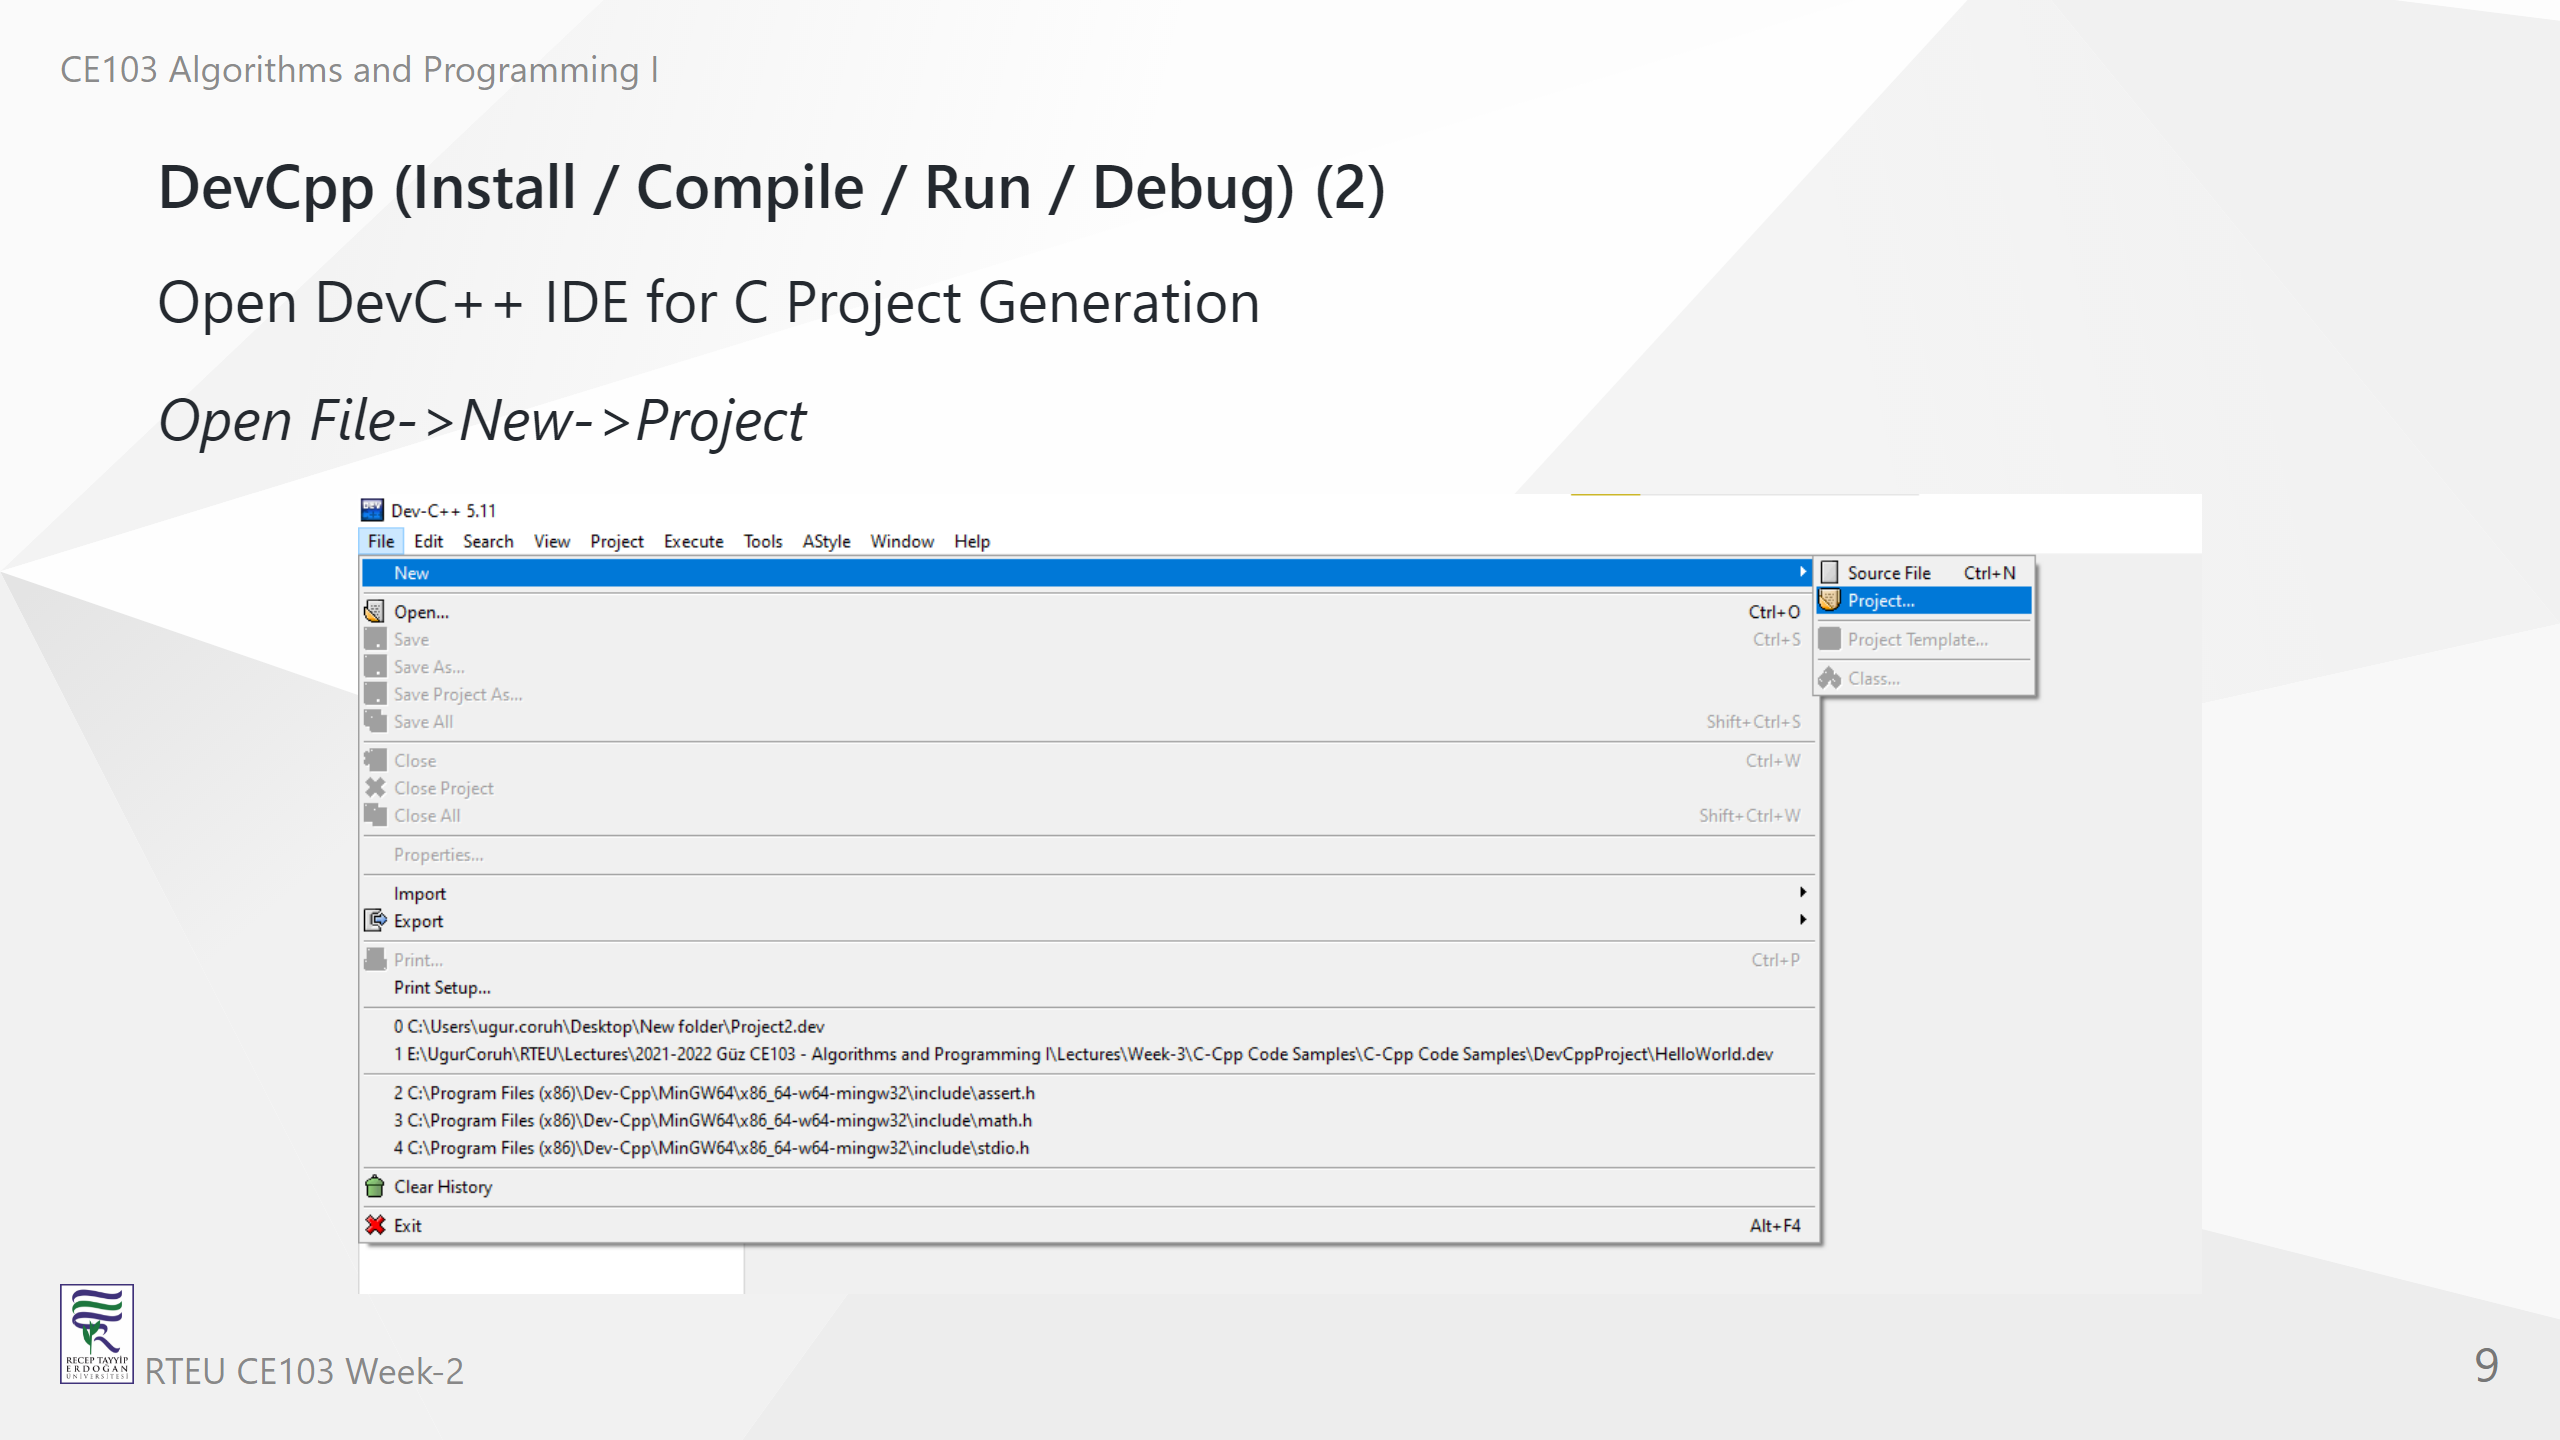 CE103 Algorithms and Programming I
DevCpp (Install / Compile / Run / Debug) (2)
Open DevC++ IDE for C Project Generation
Open File->New->Project
Dev-C++ 5.11
File Edit Search View Project Execute Tools AStyle Window Help
New
Source File Ctrl+N
Project...
Project Template...
Class...
Open... Ctrl+O
Save Ctrl+S
Save As...
Save Project As...
Save All Shift+Ctrl+S
Close Ctrl+W
Close Project
Close All Shift+Ctrl+W
Properties...
Import
Export
Print... Ctrl+P
Print Setup...
0 C:\Users\ugur.coruh\Desktop\New folder\Project2.dev
1 E:\UgurCoruh\RTEU\Lectures\2021-2022 Güz CE103 - Algorithms and Programming I\Lectures\Week-3\C-Cpp Code Samples\C-Cpp Code Samples\DevCppProject\HelloWorld.dev
2 C:\Program Files (x86)\Dev-Cpp\MinGW64\x86_64-w64-mingw32\include\assert.h
3 C:\Program Files (x86)\Dev-Cpp\MinGW64\x86_64-w64-mingw32\include\math.h
4 C:\Program Files (x86)\Dev-Cpp\MinGW64\x86_64-w64-mingw32\include\stdio.h
Clear History
Exit Alt+F4
RECEP TAYYİP
ERDOĞAN
ÜNİVERSİTESİ
RTEU CE103 Week-2
9